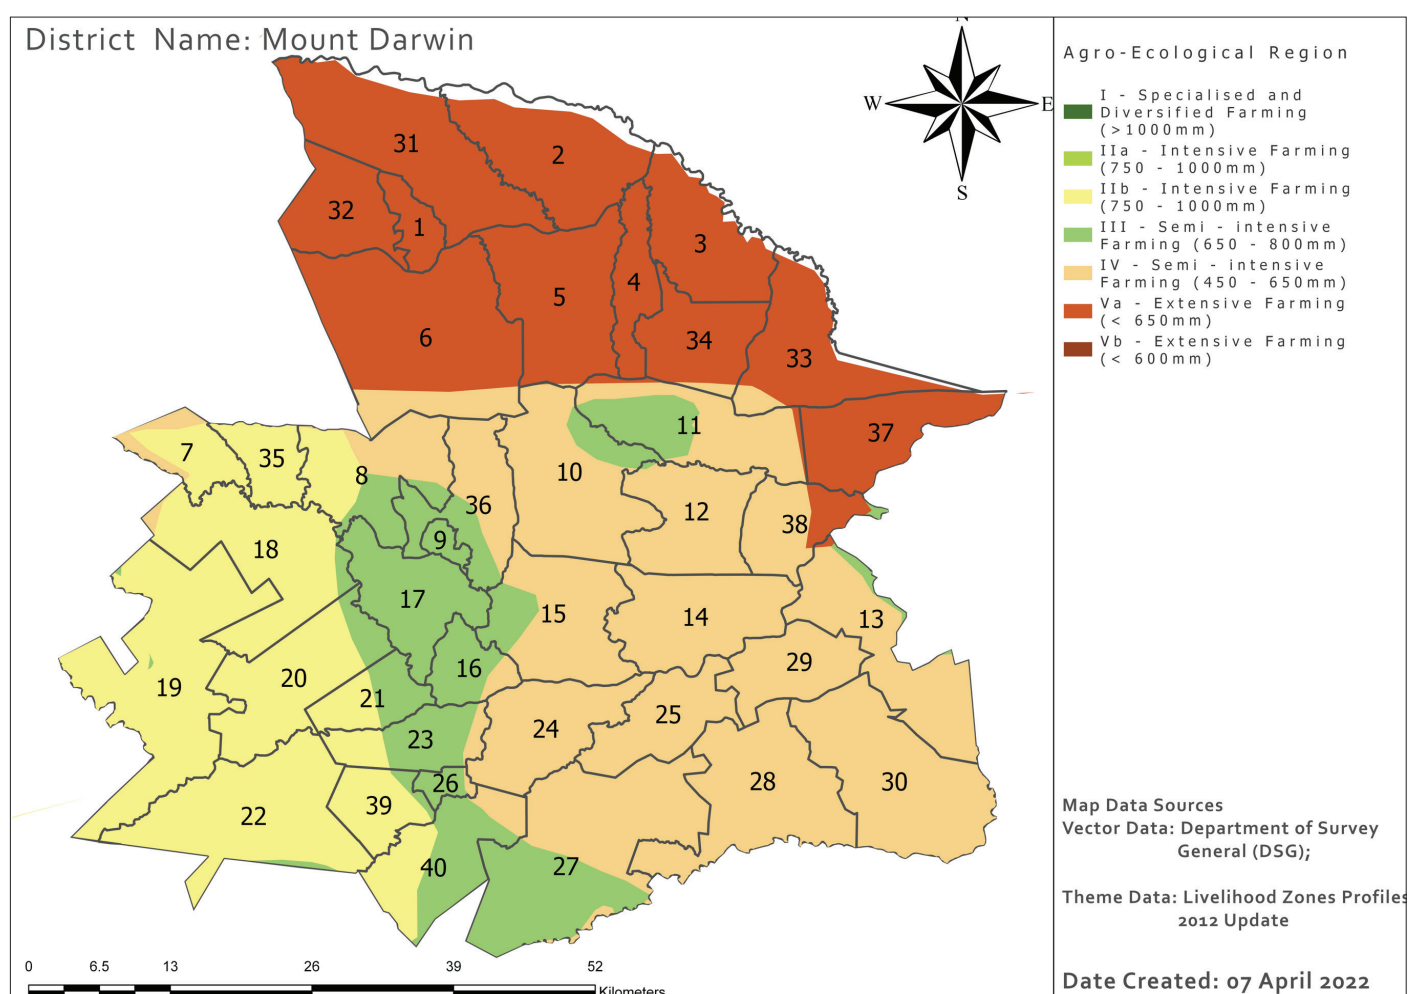 District Name: Mount Darwin
N
W
E
S
Agro-Ecological Region
I - Specialised and
Diversified Farming
(>1000mm)
IIa - Intensive Farming
(750 - 1000mm)
IIb - Intensive Farming
(750 - 1000mm)
III - Semi - intensive
Farming (650 - 800mm)
IV - Semi - intensive
Farming (450 - 650mm)
Va - Extensive Farming
(< 650mm)
Vb - Extensive Farming
(< 600mm)
31
2
32
1
3
4
5
6
34
33
11
37
7
35
8
10
36
12
38
9
18
17
15
14
13
16
29
20
19
21
25
24
23
28
30
26
39
22
40
27
Map Data Sources
Vector Data: Department of Survey
General (DSG);
Theme Data: Livelihood Zones Profiles
2012 Update
Date Created: 07 April 2022
0 6.5 13 26 39 52
Kilometers